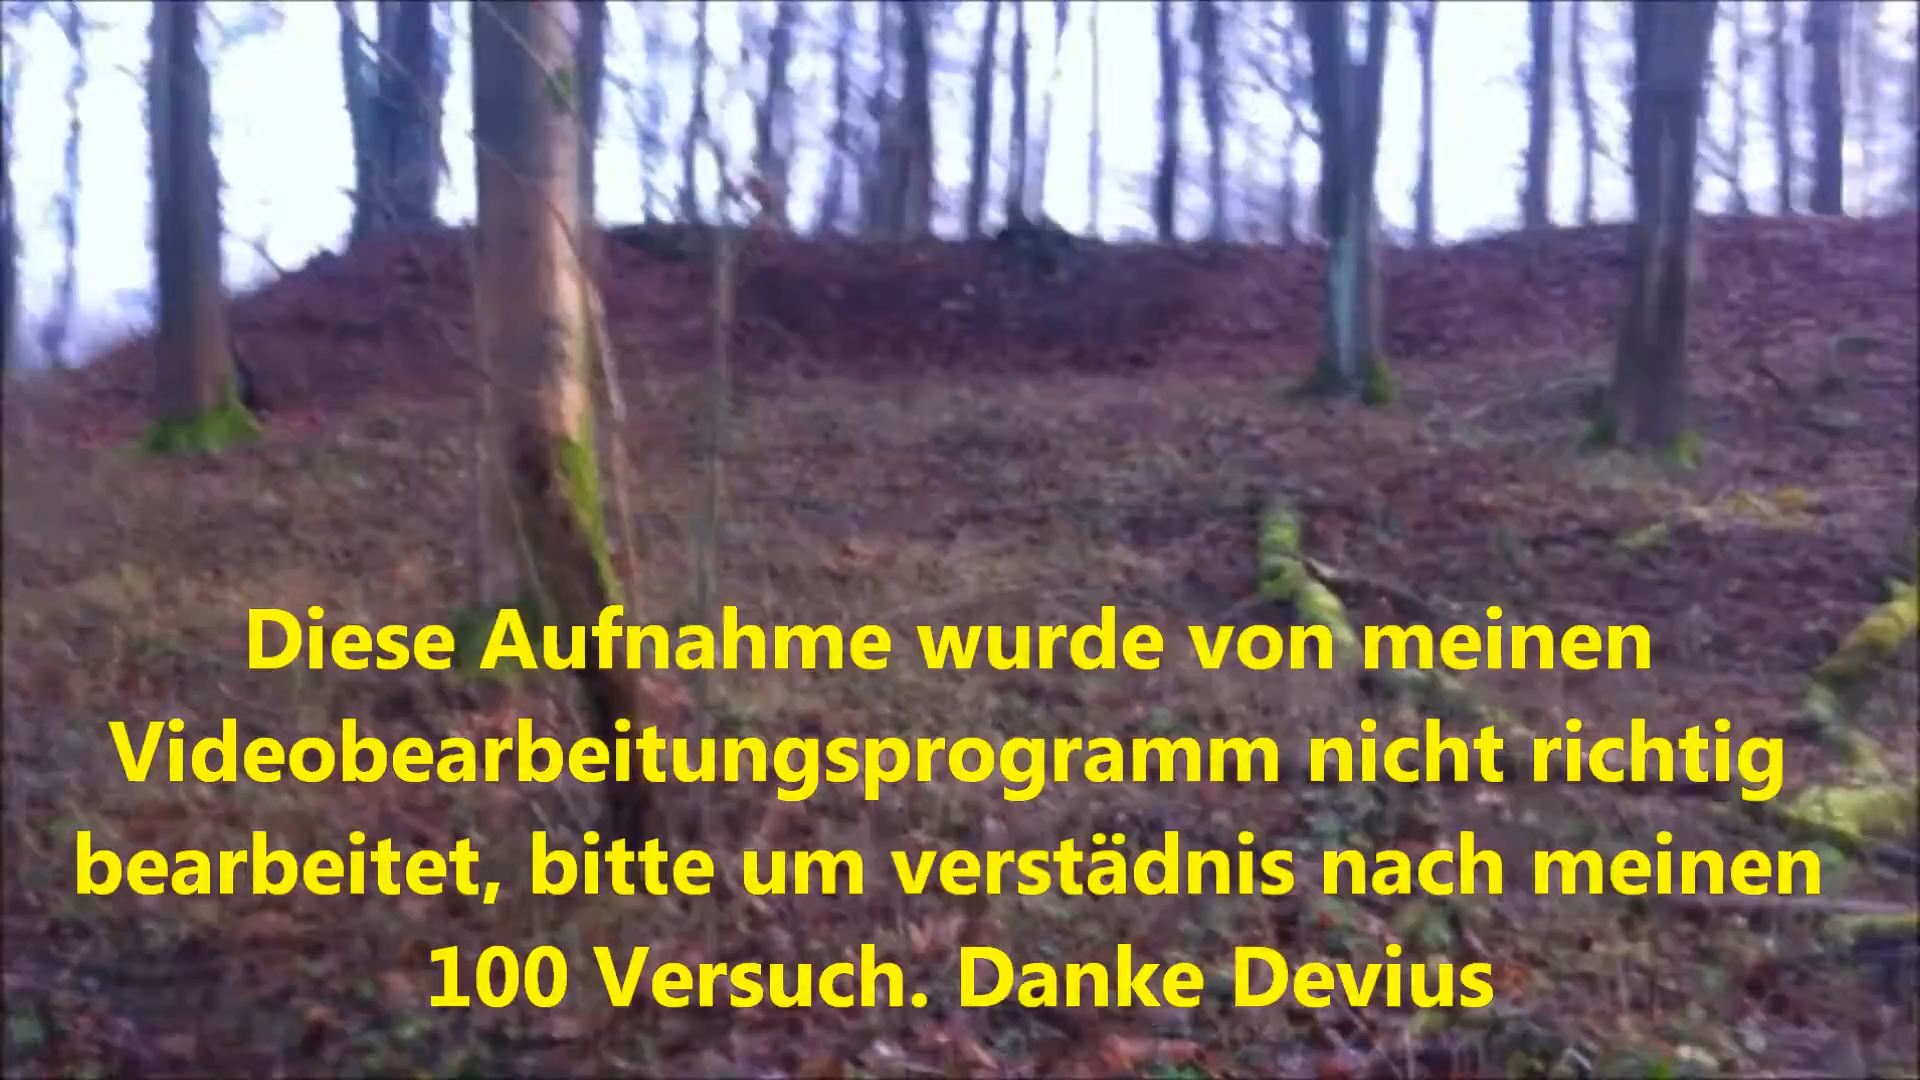 Diese Aufnahme wurde von meinen
Videobearbeitungsprogramm nicht richtig
bearbeitet, bitte um verstädnis nach meinen
100 Versuch. Danke Devius